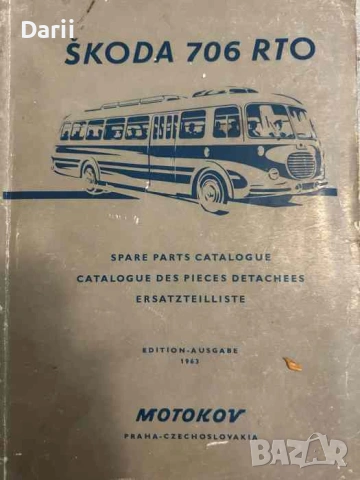 Darii
ŠKODA 706 RTO
SPARE PARTS CATALOGUE
CATALOGUE DES PIECES DETACHEES
ERSATZTEILLISTE
EDITION-AUSGABE
1963
MOTOKOV
PRAHA-CZECHOSLOVAKIA
BAZAR
bg